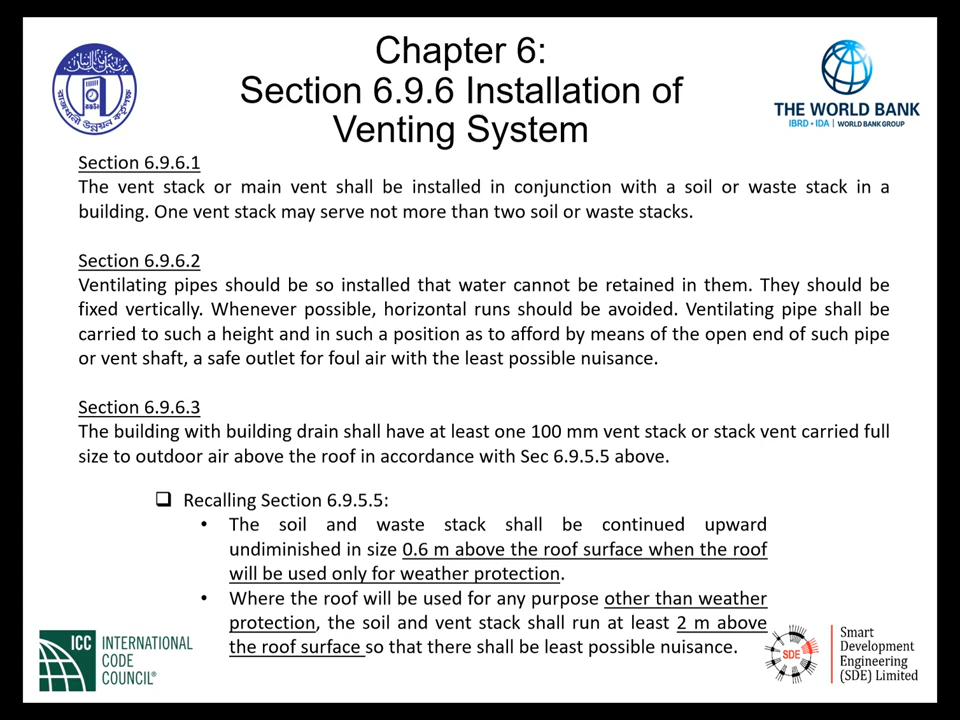 Chapter 6:
Section 6.9.6 Installation of
Venting System
রাজধানী উন্নয়ন কর্তৃপক্ষ
THE WORLD BANK
IBRD • IDA | WORLD BANK GROUP
Section 6.9.6.1
The vent stack or main vent shall be installed in conjunction with a soil or waste stack in a
building. One vent stack may serve not more than two soil or waste stacks.
Section 6.9.6.2
Ventilating pipes should be so installed that water cannot be retained in them. They should be
fixed vertically. Whenever possible, horizontal runs should be avoided. Ventilating pipe shall be
carried to such a height and in such a position as to afford by means of the open end of such pipe
or vent shaft, a safe outlet for foul air with the least possible nuisance.
Section 6.9.6.3
The building with building drain shall have at least one 100 mm vent stack or stack vent carried full
size to outdoor air above the roof in accordance with Sec 6.9.5.5 above.
❑ Recalling Section 6.9.5.5:
• The soil and waste stack shall be continued upward
undiminished in size 0.6 m above the roof surface when the roof
will be used only for weather protection.
• Where the roof will be used for any purpose other than weather
protection, the soil and vent stack shall run at least 2 m above
the roof surface so that there shall be least possible nuisance.
ICC INTERNATIONAL
CODE
COUNCIL®
SDE
Smart
Development
Engineering
(SDE) Limited